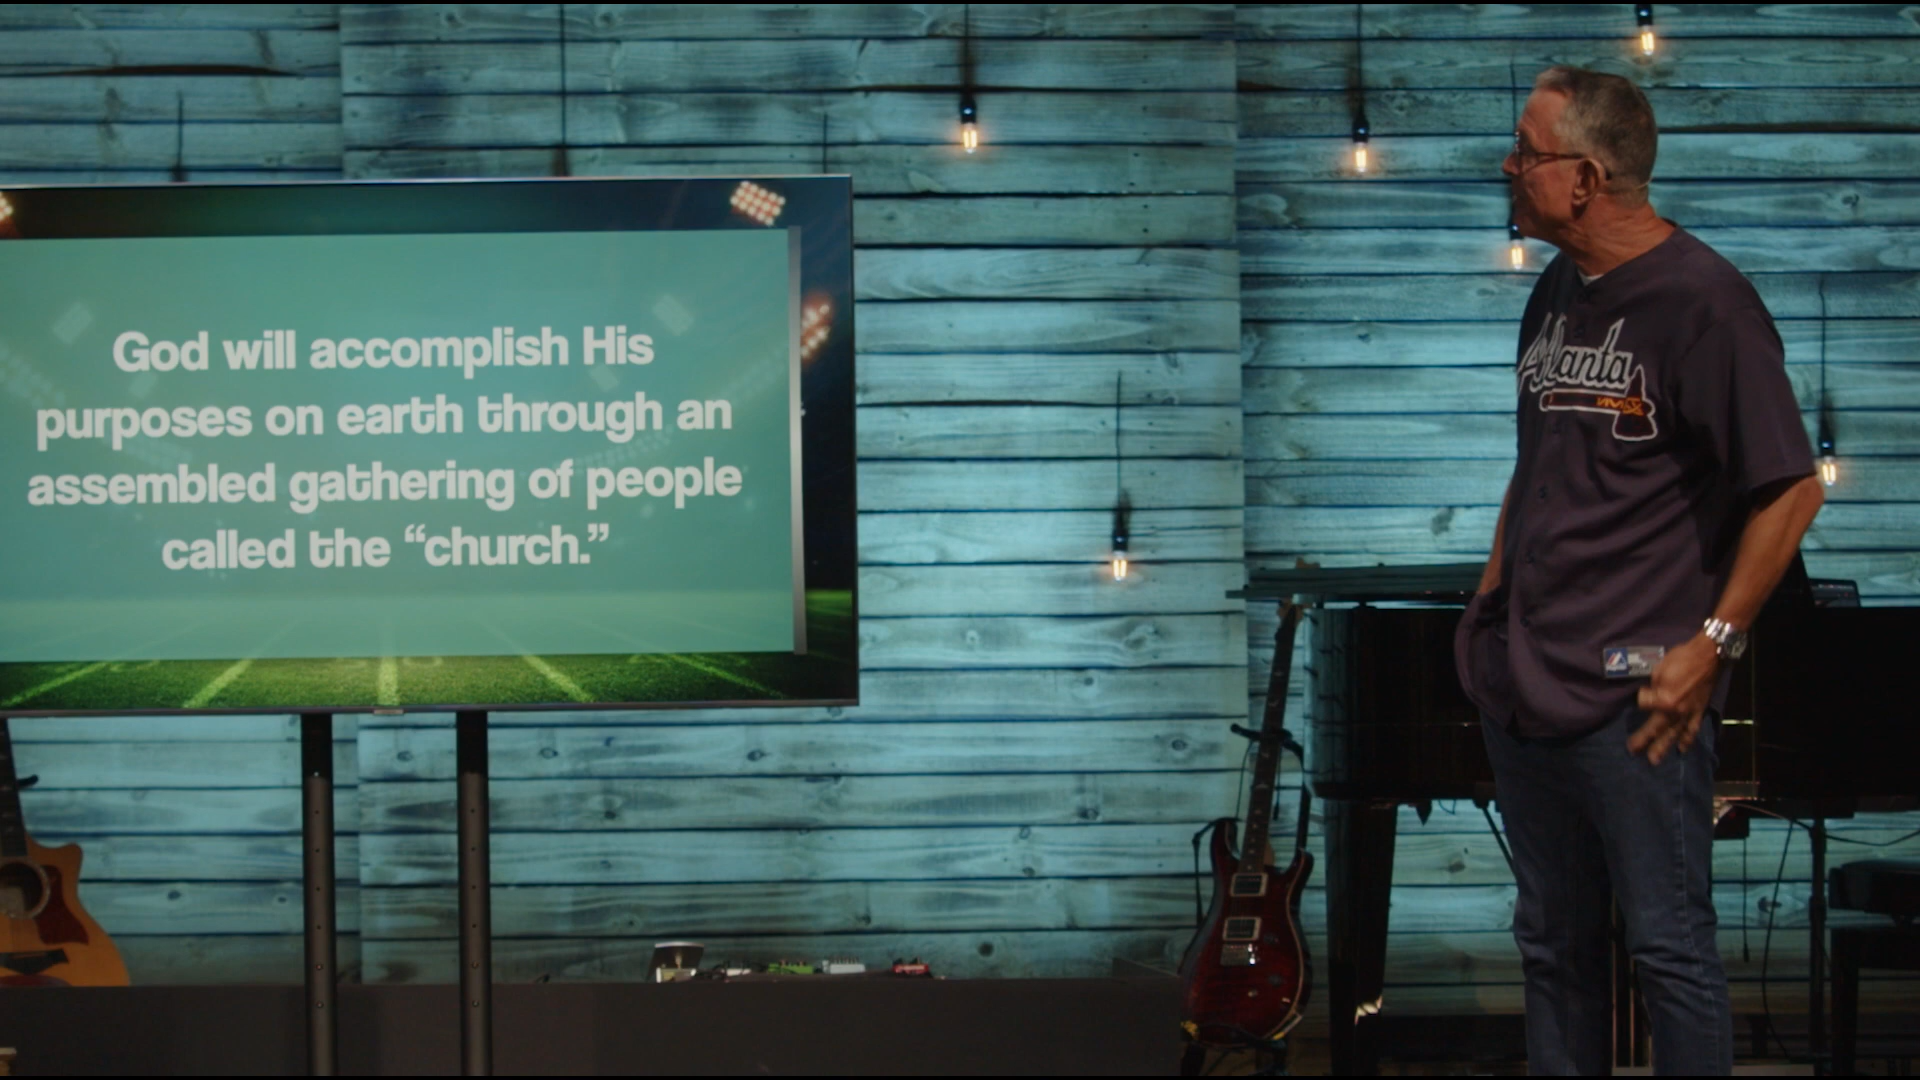 God will accomplish His
purposes on earth through an
assembled gathering of people
called the “church.”
Atlanta